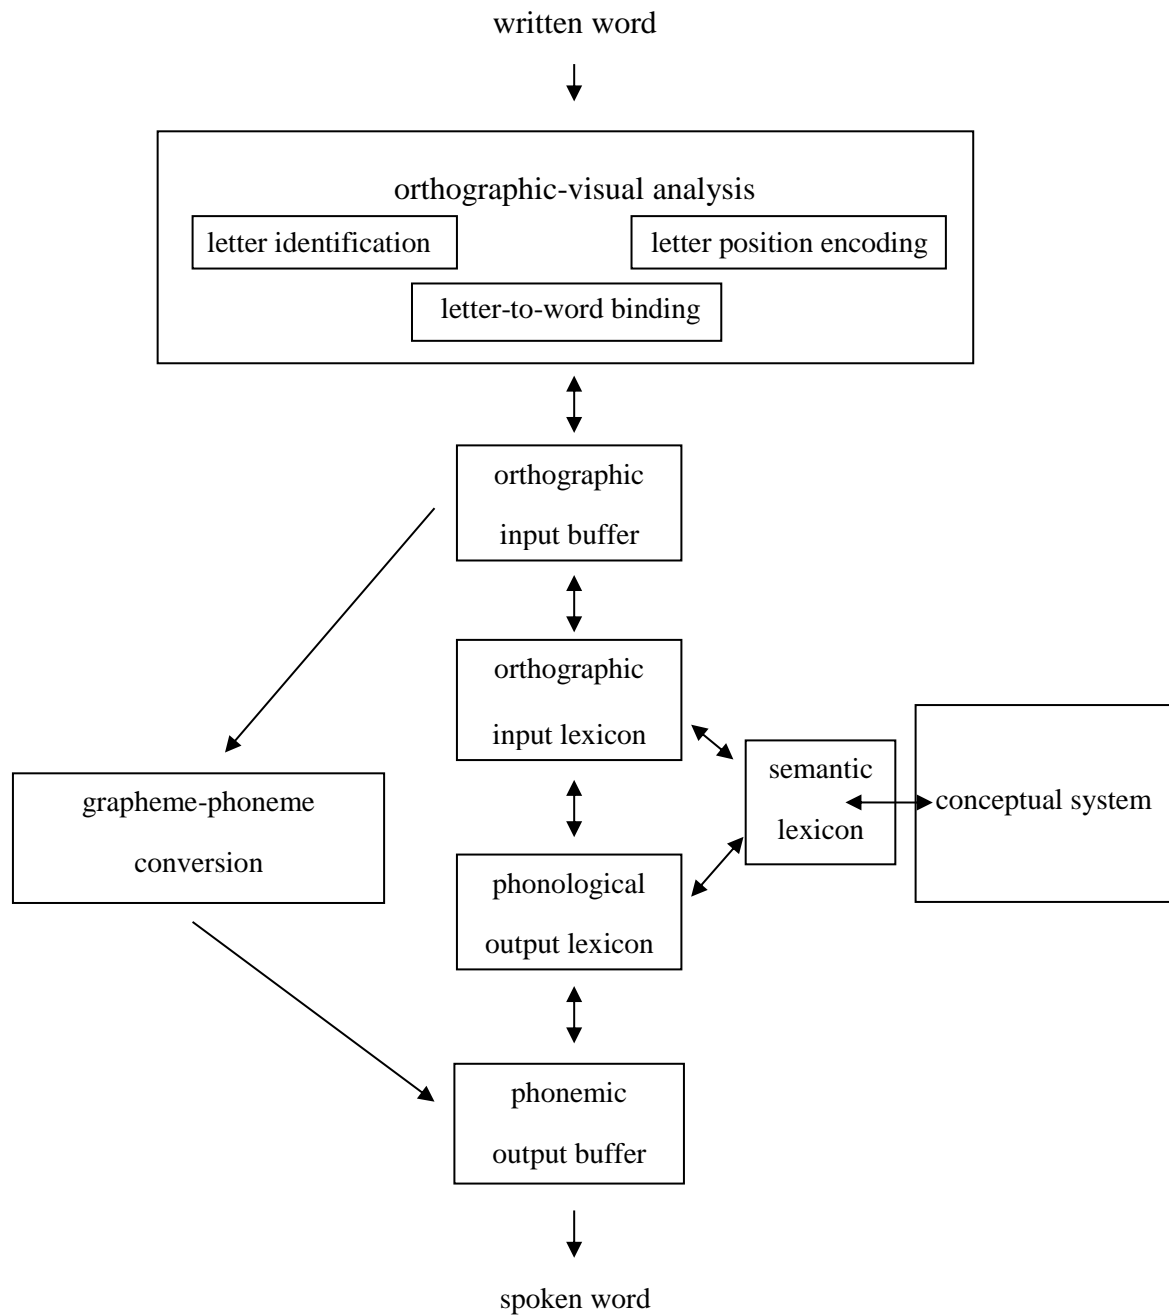 written word
orthographic-visual analysis
letter identification
letter position encoding
letter-to-word binding
orthographic
input buffer
orthographic
input lexicon
semantic
lexicon
conceptual system
grapheme-phoneme
conversion
phonological
output lexicon
phonemic
output buffer
spoken word